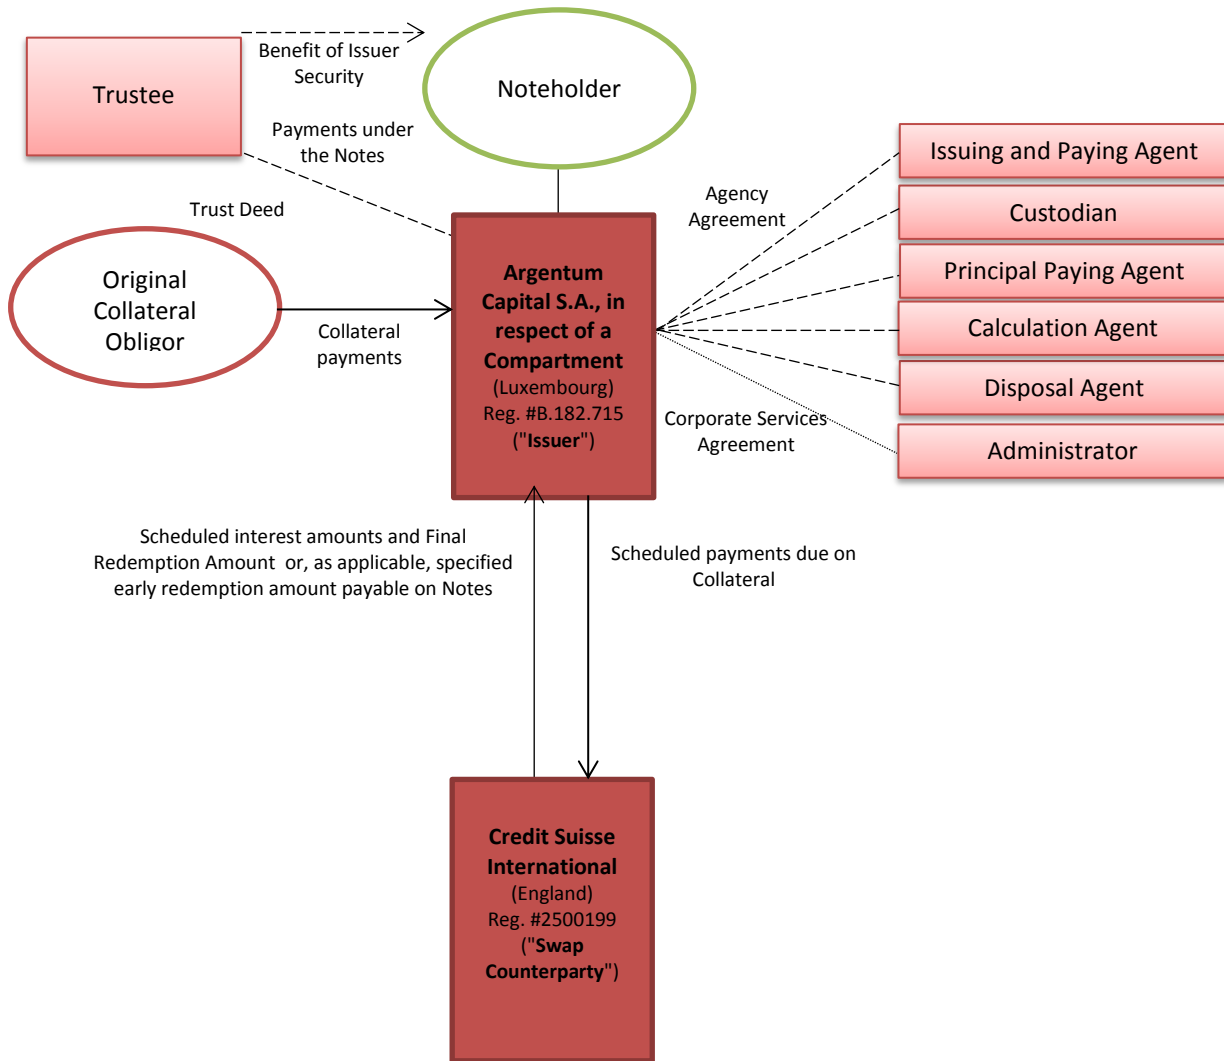 Trustee
Benefit of Issuer
Security
Noteholder
Payments under
the Notes
Trust Deed
Original
Collateral
Obligor
Collateral
payments
Argentum
Capital S.A., in
respect of a
Compartment
(Luxembourg)
Reg. #B.182.715
("Issuer")
Agency
Agreement
Corporate Services
Agreement
Issuing and Paying Agent
Custodian
Principal Paying Agent
Calculation Agent
Disposal Agent
Administrator
Scheduled interest amounts and Final
Redemption Amount or, as applicable, specified
early redemption amount payable on Notes
Scheduled payments due on
Collateral
Credit Suisse
International
(England)
Reg. #2500199
("Swap
Counterparty")